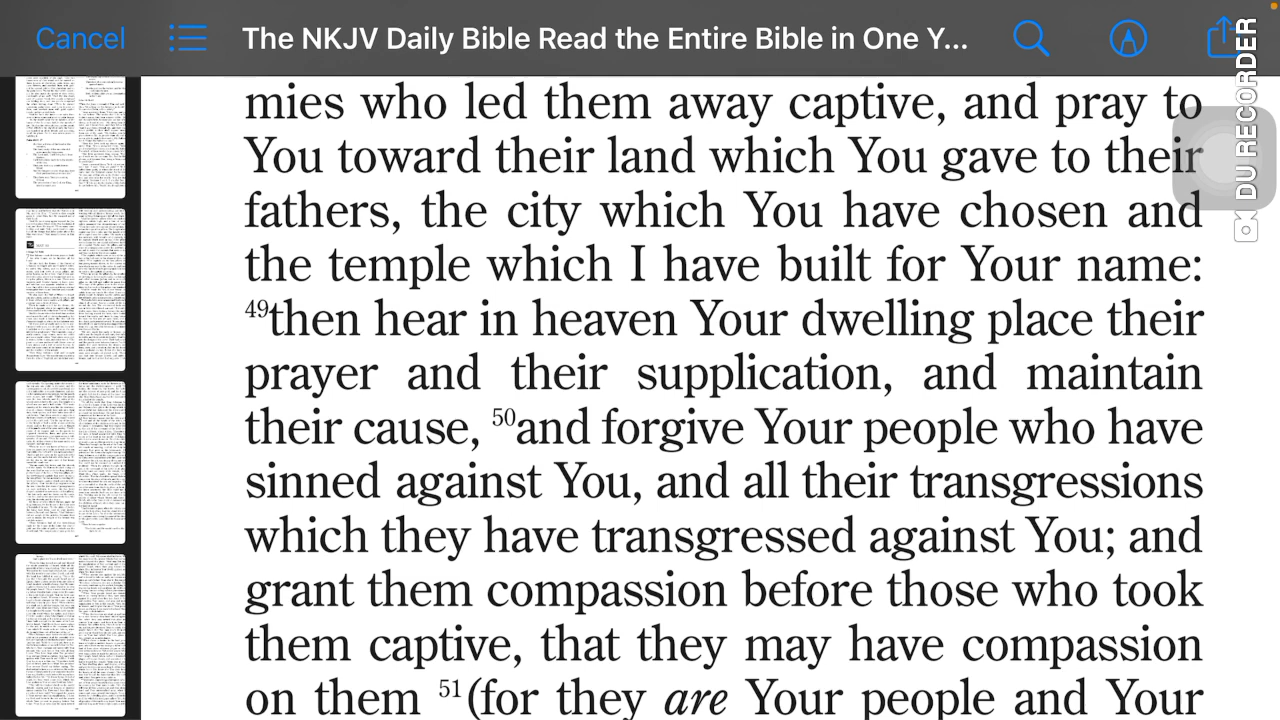 Cancel
The NKJV Daily Bible Read the Entire Bible in One Y...
mies who led them away captive, and pray to
You toward their land which You gave to their
fathers, the city which You have chosen and
the temple which I have built for Your name:
49then hear in heaven Your dwelling place their
prayer and their supplication, and maintain
their cause, 50and forgive Your people who have
sinned against You, and all their transgressions
which they have transgressed against You; and
grant them compassion before those who took
them captive, that they may have compassion
on them 51(for they are Your people and Your
DU RECORDER